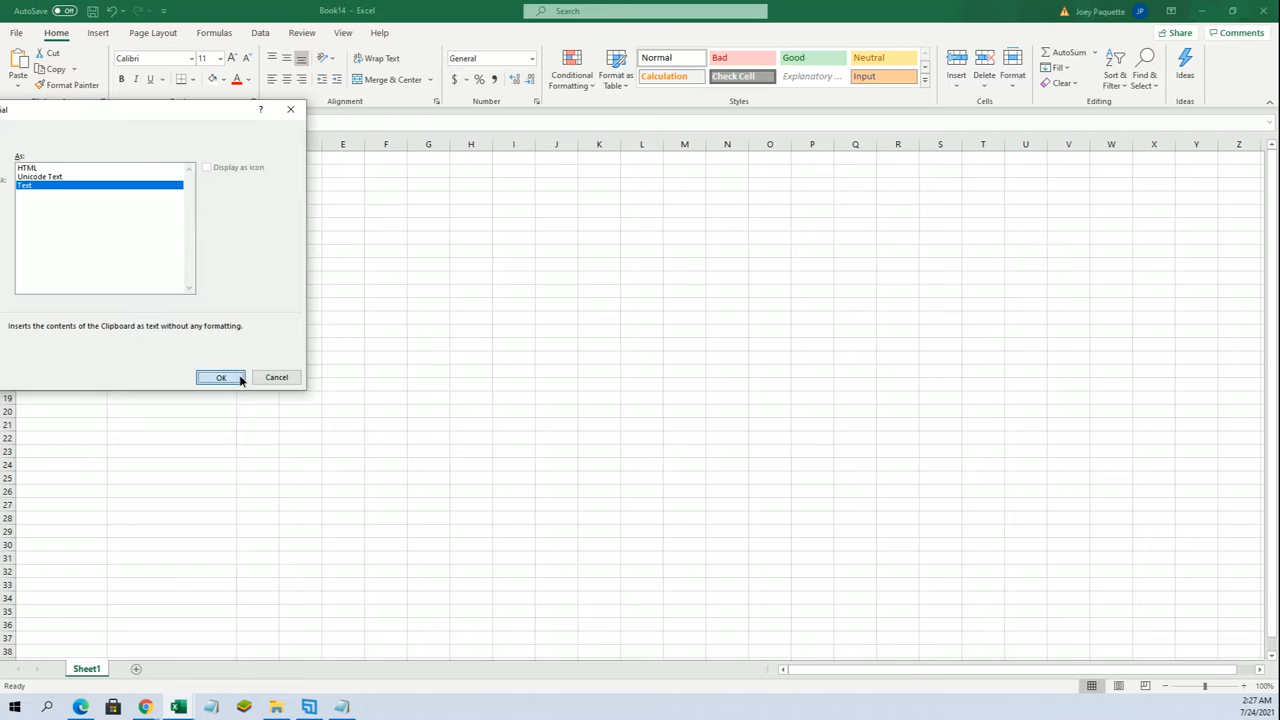 AutoSave Off
Book14 - Excel
Search
Joey Paquette JP
File Home Insert Page Layout Formulas Data Review View Help
Share Comments
Paste
Cut
Copy
Format Painter
Calibri 11
B I U
Wrap Text
Merge & Center
Alignment
General
$ % 9
Number
Conditional Formatting
Format as Table
Normal Bad Good Neutral
Calculation Check Cell Explanatory ... Input
Styles
Insert Delete Format
Cells
AutoSum
Fill
Clear
Sort & Filter
Find & Select
Editing
Ideas
Ideas
ial ?
As:
HTML
Unicode Text
Text
Display as icon
Inserts the contents of the Clipboard as text without any formatting.
OK Cancel
E F G H I J K L M N O P Q R S T U V W X Y Z
19
20
21
22
23
24
25
26
27
28
29
30
31
32
33
34
35
36
37
38
Sheet1
Ready
100%
2:27 AM
7/24/2021